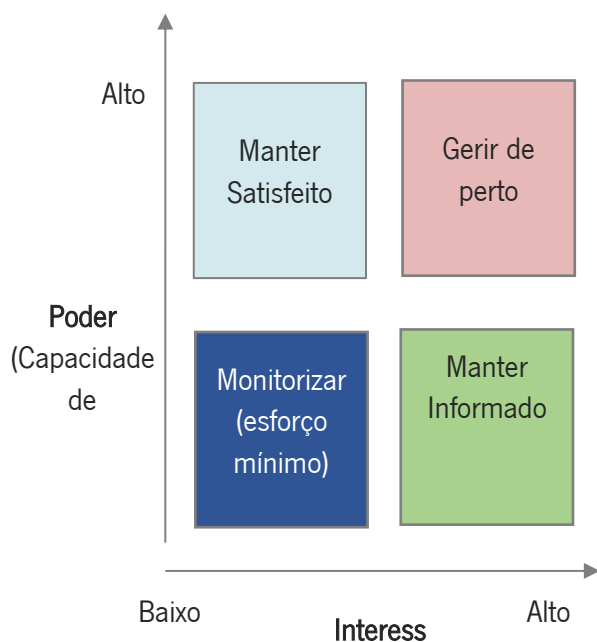 Alto
Manter
Satisfeito
Gerir de
perto
Poder
(Capacidade
de
Monitorizar
(esforço
mínimo)
Manter
Informado
Baixo
Interess
Alto